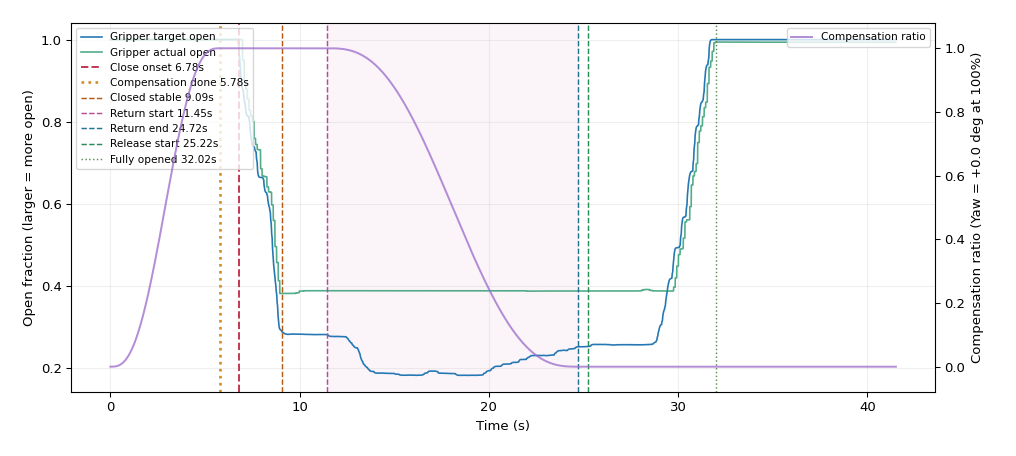 Gripper target open
Gripper actual open
Close onset 6.78s
Compensation done 5.78s
Closed stable 9.09s
Return start 11.45s
Return end 24.72s
Release start 25.22s
Fully opened 32.02s
Compensation ratio
Open fraction (larger = more open)
1.0
0.8
0.6
0.4
0.2
Compensation ratio (Yaw = +0.0 deg at 100%)
1.0
0.8
0.6
0.4
0.2
0.0
0
10
20
30
40
Time (s)